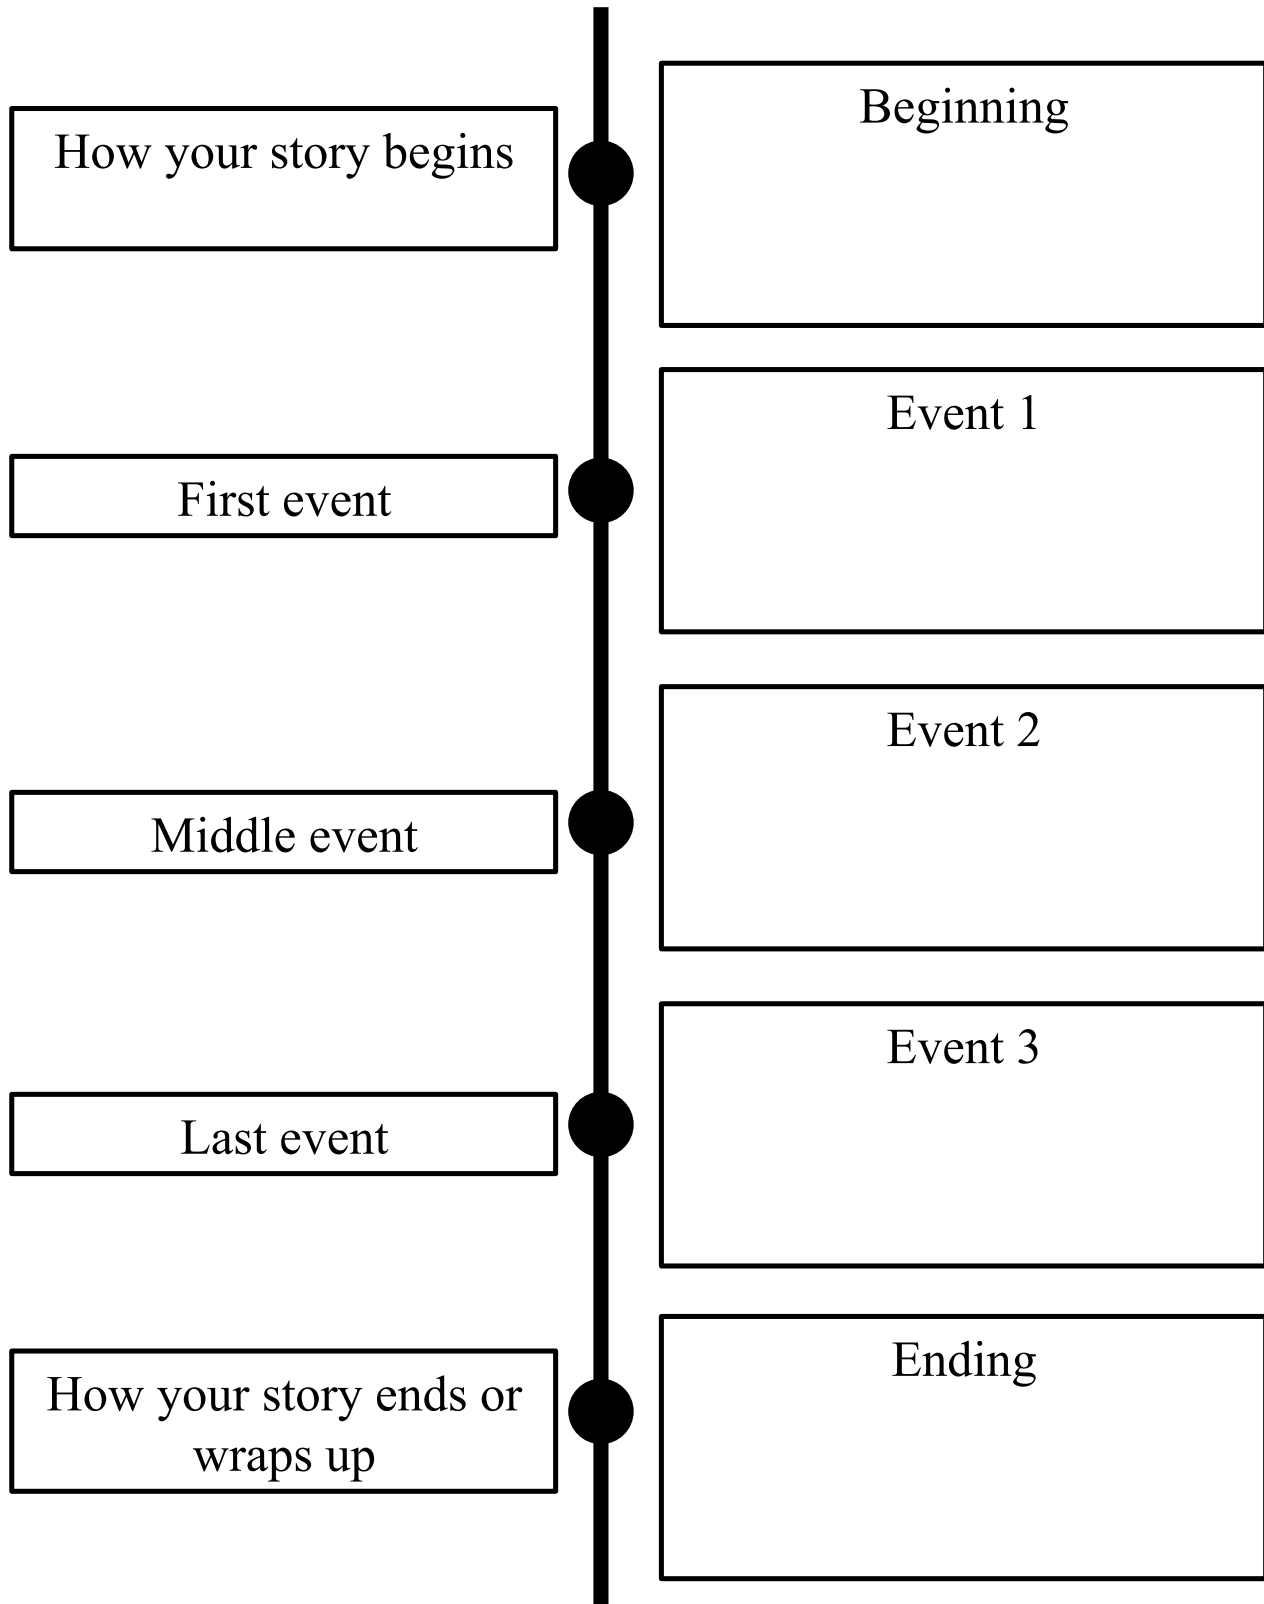 Beginning
How your story begins
Event 1
First event
Event 2
Middle event
Event 3
Last event
Ending
How your story ends or
wraps up